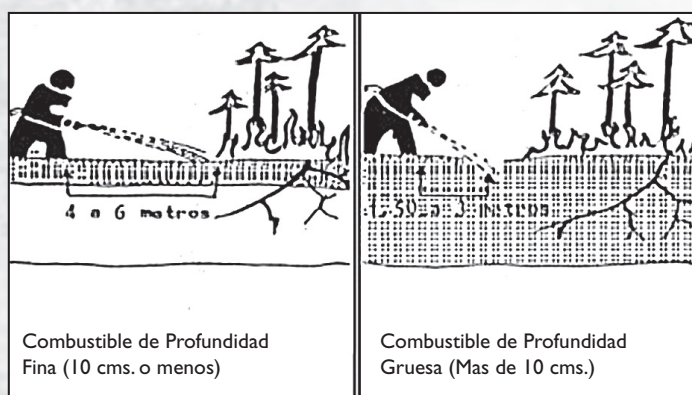 4 a 6 metros
1.50 a 3 metros
Combustible de Profundidad
Fina (10 cms. o menos)
Combustible de Profundidad
Gruesa (Mas de 10 cms.)